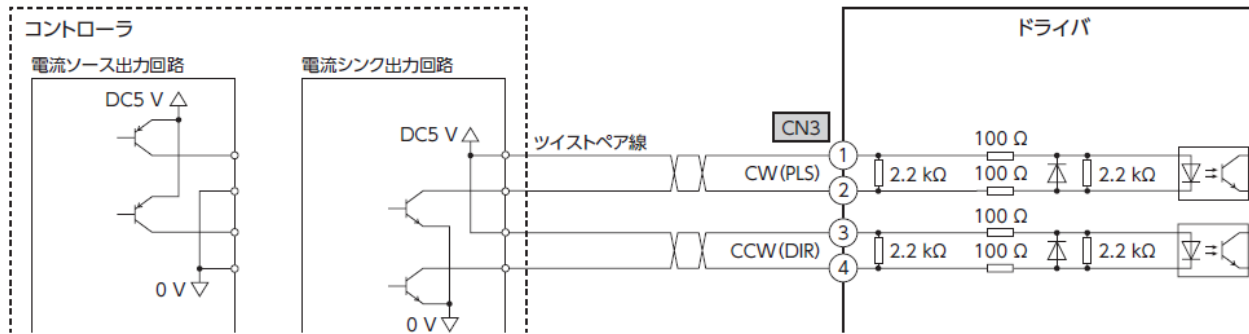 コントローラ
電流ソース出力回路
DC5 V
0 V
電流シンク出力回路
DC5 V
0 V
ツイストペア線
CN3
CW(PLS)
CCW(DIR)
ドライバ
1
2
3
4
2.2 kΩ
100 Ω
100 Ω
2.2 kΩ
2.2 kΩ
100 Ω
100 Ω
2.2 kΩ